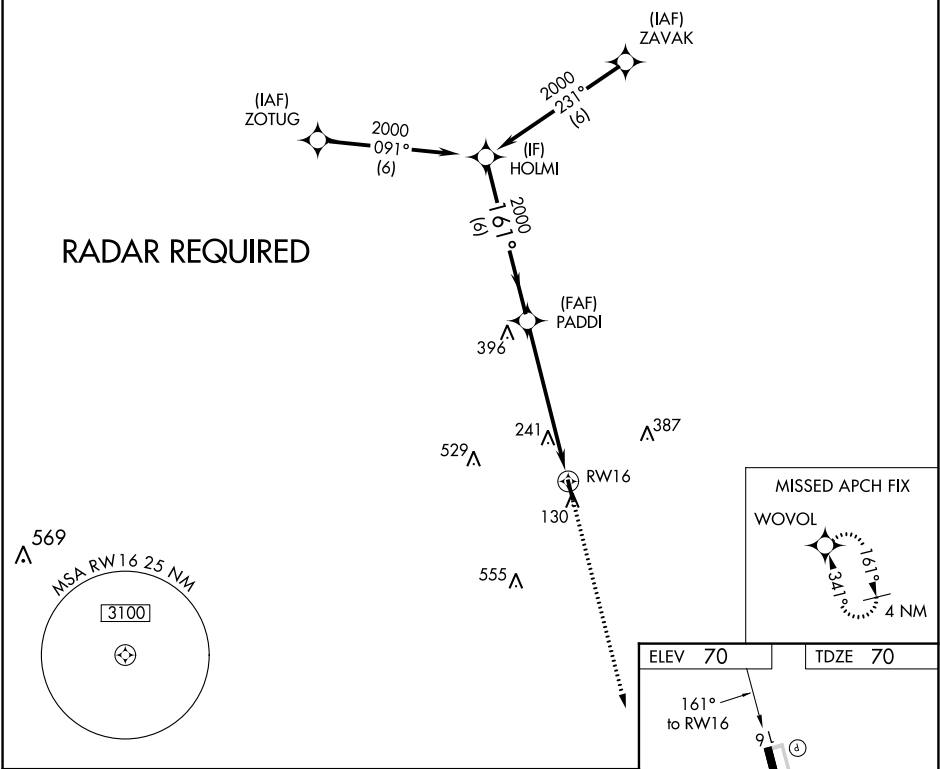 (IAF)
ZAVAK
2000
231°
(6)
(IAF)
ZOTUG
2000
091°
(6)
(IF)
HOLMI
2000
161°
(6)
RADAR REQUIRED
(FAF)
PADDI
396
241
387
529
RW16
130
MISSED APCH FIX
WOVOL
161°
341°
4 NM
569
MSA RW16 25 NM
3100
555
ELEV 70
TDZE 70
161°
to RW16
16
P